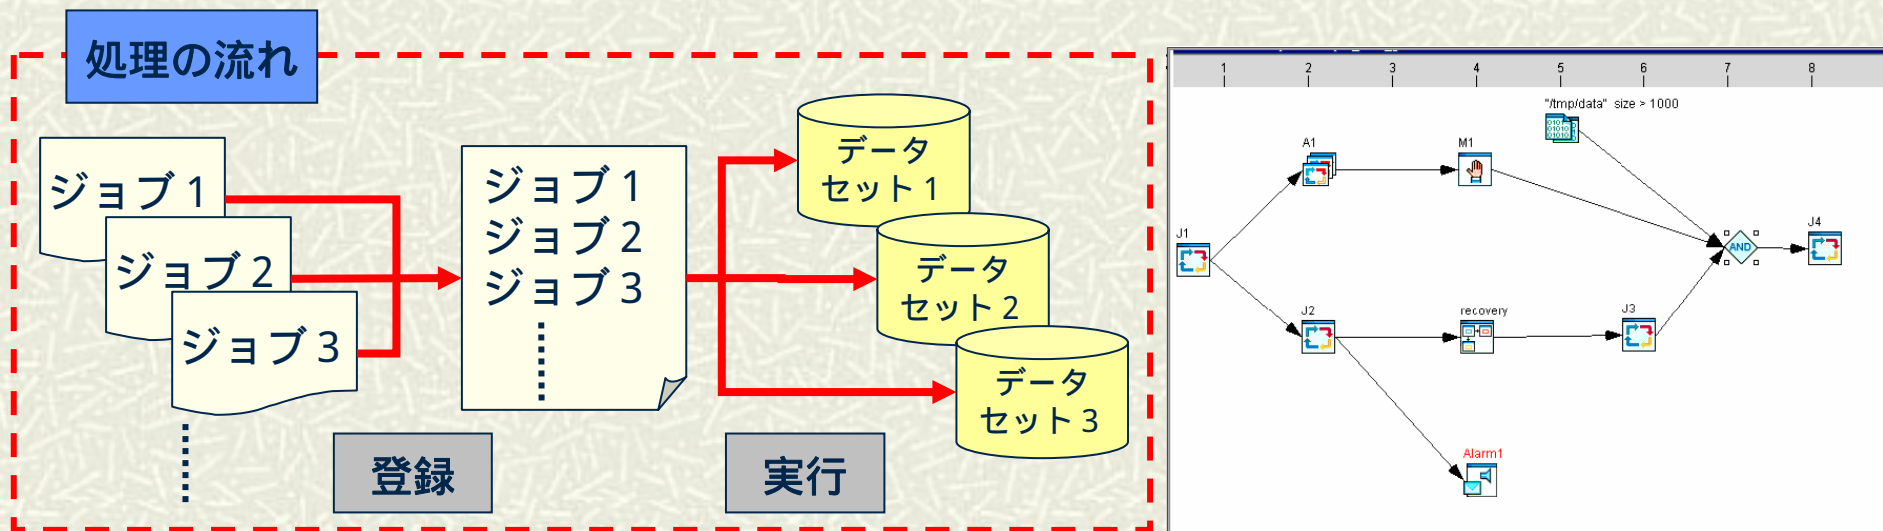 処理の流れ
ジョブ1
ジョブ2
ジョブ3
ジョブ1
ジョブ2
ジョブ3
データ
セット1
データ
セット2
データ
セット3
登録
実行
1 2 3 4 5 6 7 8
"/tmp/data" size > 1000
A1
M1
J1
AND
J4
J2
recovery
J3
Alarm1